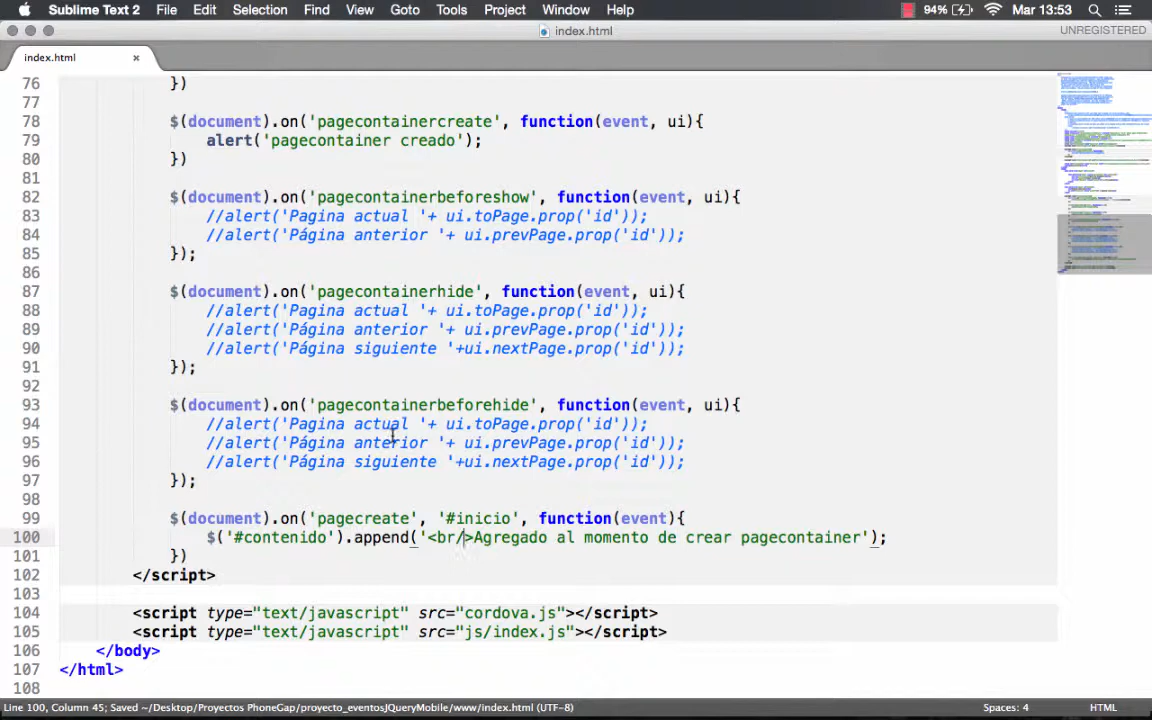 Sublime Text 2 File Edit Selection Find View Goto Tools Project Window Help 94% Mar 13:53
index.html UNREGISTERED
index.html ×
76 })
77
78 $(document).on('pagecontainercreate', function(event, ui){
79 alert('pagecontainer creado');
80 })
81
82 $(document).on('pagecontainerbeforeshow', function(event, ui){
83 //alert('Pagina actual '+ ui.toPage.prop('id'));
84 //alert('Página anterior '+ ui.prevPage.prop('id'));
85 });
86
87 $(document).on('pagecontainerhide', function(event, ui){
88 //alert('Pagina actual '+ ui.toPage.prop('id'));
89 //alert('Página anterior '+ ui.prevPage.prop('id'));
90 //alert('Página siguiente '+ui.nextPage.prop('id'));
91 });
92
93 $(document).on('pagecontainerbeforehide', function(event, ui){
94 //alert('Pagina actual '+ ui.toPage.prop('id'));
95 //alert('Página anterior '+ ui.prevPage.prop('id'));
96 //alert('Página siguiente '+ui.nextPage.prop('id'));
97 });
98
99 $(document).on('pagecreate', '#inicio', function(event){
100 $('#contenido').append('<br/>Agregado al momento de crear pagecontainer');
101 })
102 </script>
103
104 <script type="text/javascript" src="cordova.js"></script>
105 <script type="text/javascript" src="js/index.js"></script>
106 </body>
107 </html>
108
Line 100, Column 45; Saved ~/Desktop/Proyectos PhoneGap/proyecto_eventosJQueryMobile/www/index.html (UTF-8) Spaces: 4 HTML